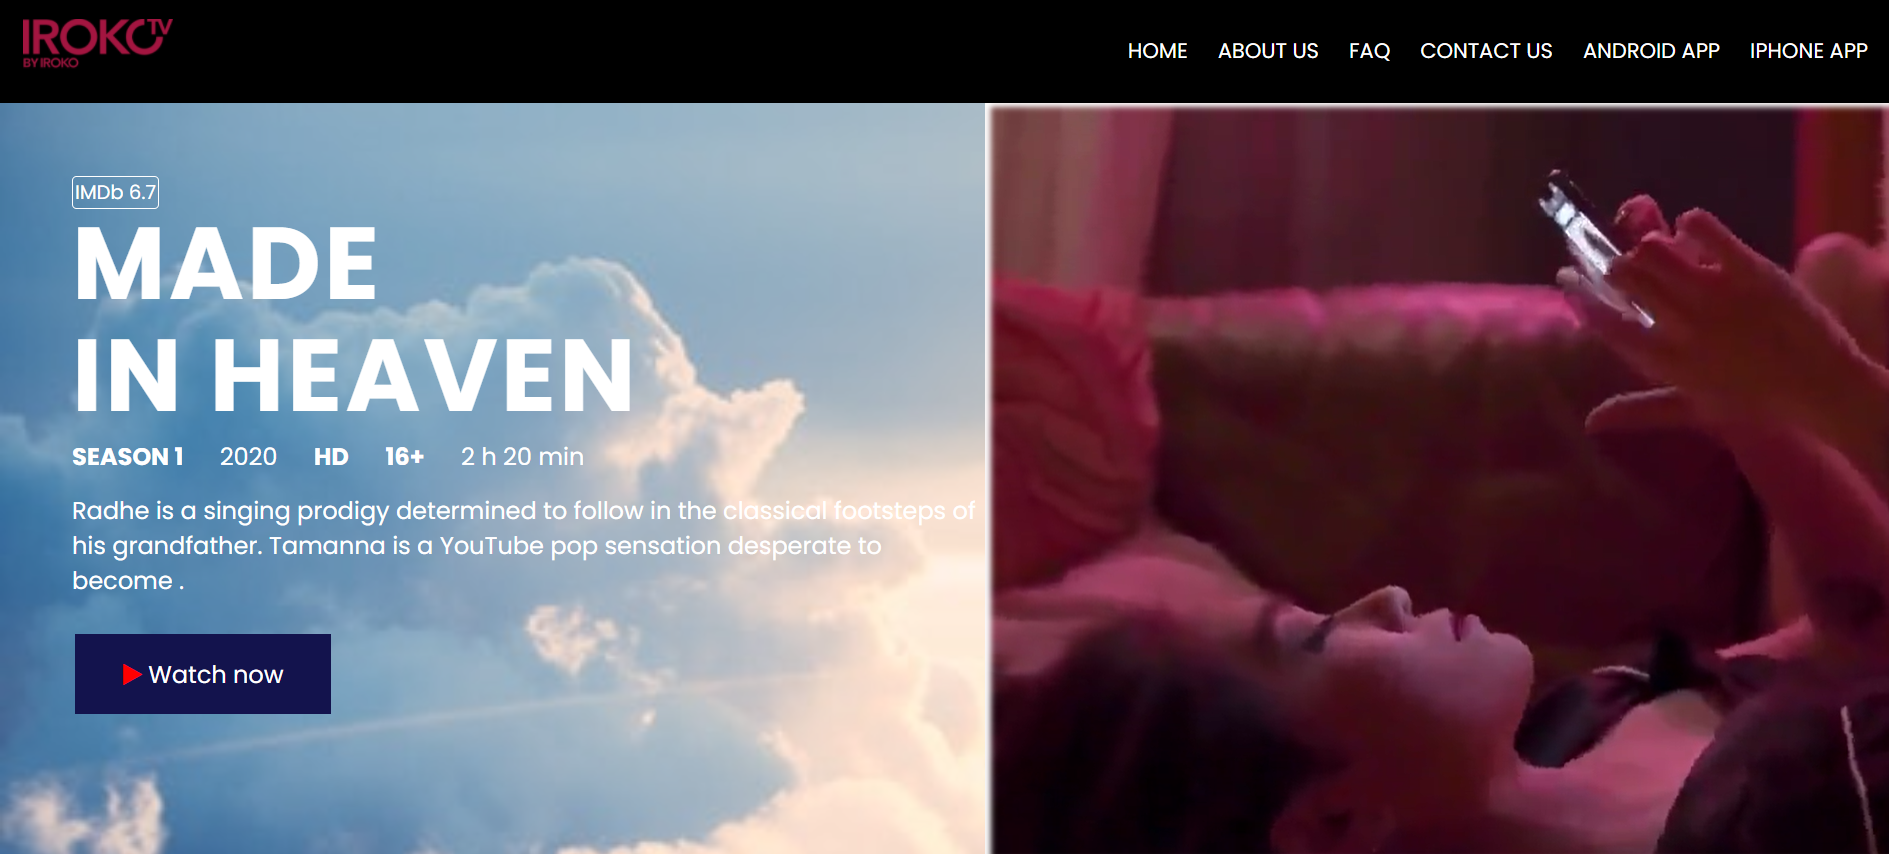 IROKOTV
BY IROKO
HOME ABOUT US FAQ CONTACT US ANDROID APP IPHONE APP
IMDb 6.7
MADE
IN HEAVEN
SEASON 1 2020 HD 16+ 2 h 20 min
Radhe is a singing prodigy determined to follow in the classical footsteps of
his grandfather. Tamanna is a YouTube pop sensation desperate to
become .
Watch now